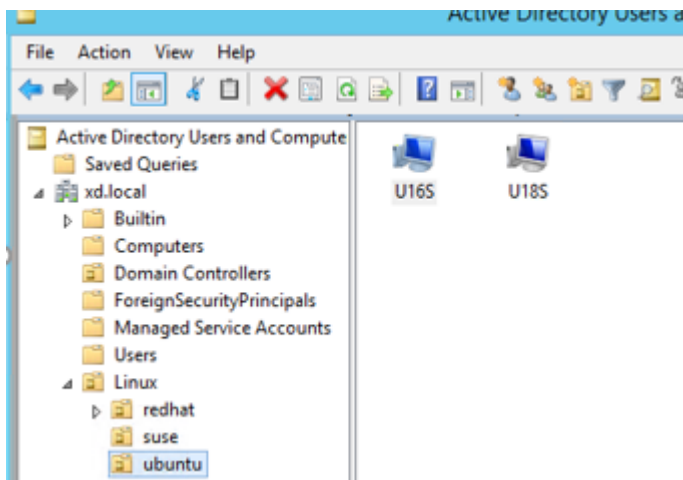 Active Directory Users a
File Action View Help
Active Directory Users and Compute
Saved Queries
xd.local
Builtin
Computers
Domain Controllers
ForeignSecurityPrincipals
Managed Service Accounts
Users
Linux
redhat
suse
ubuntu
U16S U18S